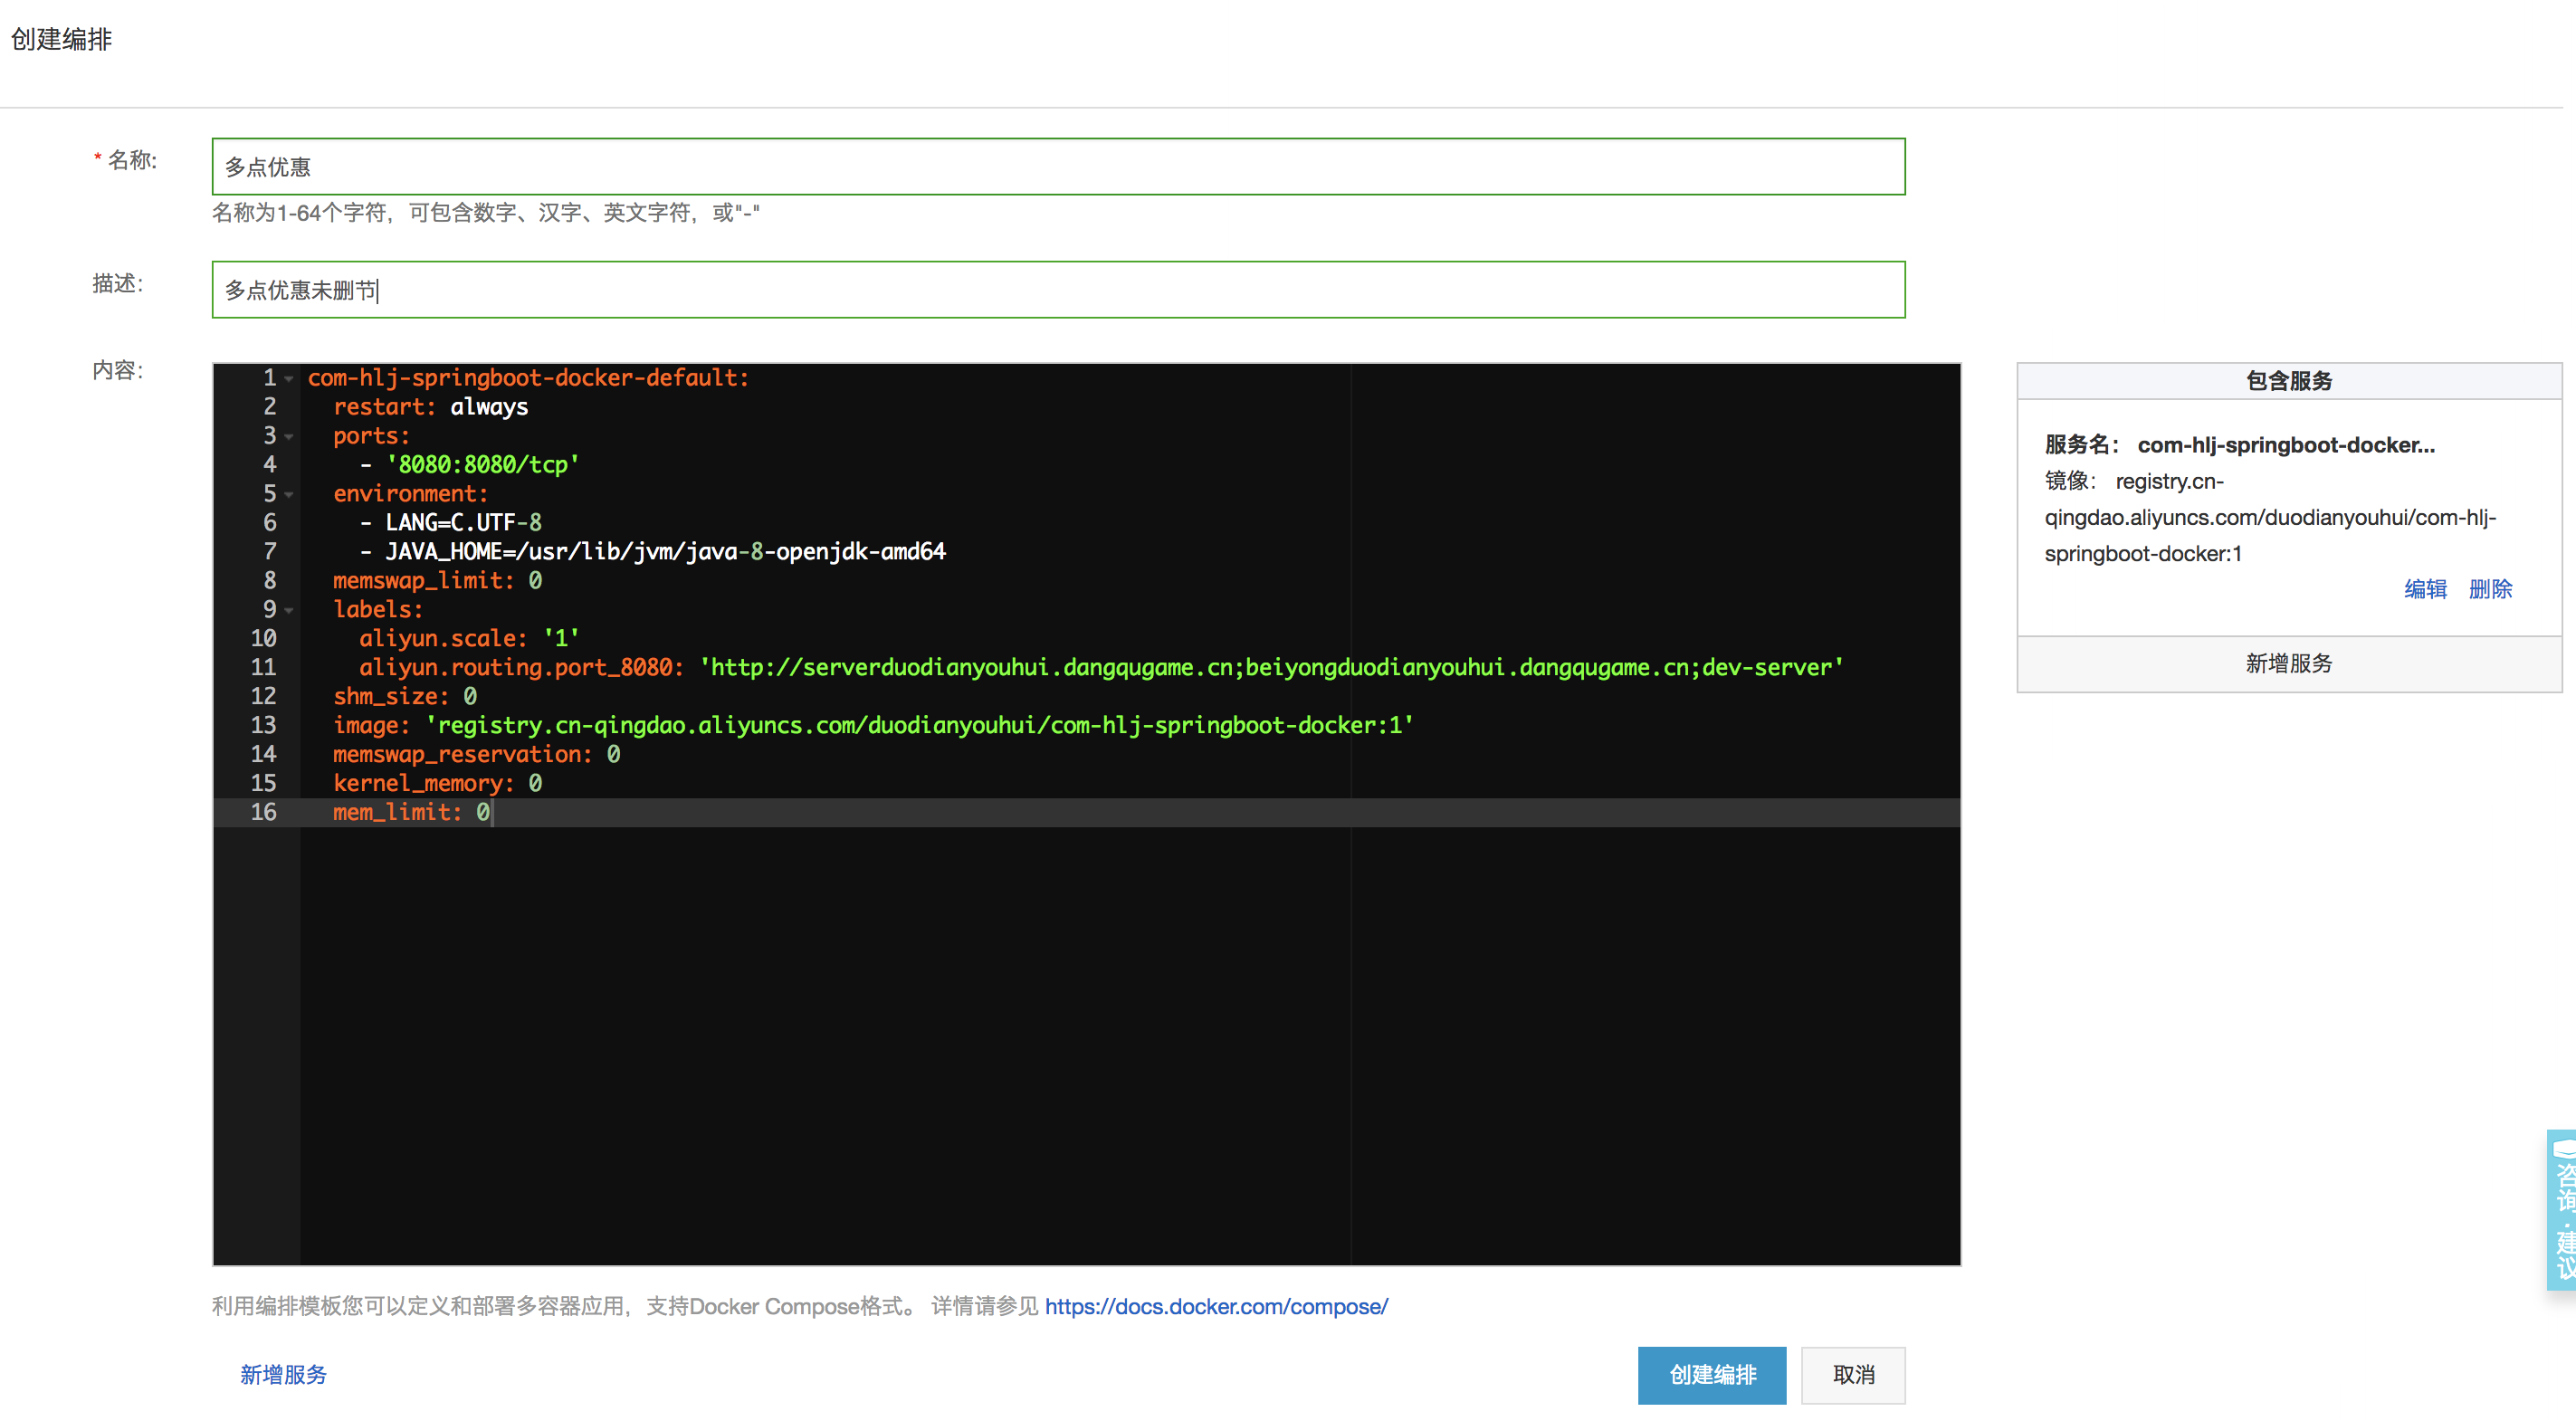 创建编排
* 名称:
多点优惠
名称为1-64个字符，可包含数字、汉字、英文字符，或"-"
描述:
多点优惠未删节
内容:
1 com-hlj-springboot-docker-default:
2   restart: always
3   ports:
4     - '8080:8080/tcp'
5   environment:
6     - LANG=C.UTF-8
7     - JAVA_HOME=/usr/lib/jvm/java-8-openjdk-amd64
8   memswap_limit: 0
9   labels:
10     aliyun.scale: '1'
11     aliyun.routing.port_8080: 'http://serverduodianyouhui.dangqugame.cn;beiyongduodianyouhui.dangqugame.cn;dev-server'
12   shm_size: 0
13   image: 'registry.cn-qingdao.aliyuncs.com/duodianyouhui/com-hlj-springboot-docker:1'
14   memswap_reservation: 0
15   kernel_memory: 0
16   mem_limit: 0
包含服务
服务名： com-hlj-springboot-docker...
镜像： registry.cn-
qingdao.aliyuncs.com/duodianyouhui/com-hlj-
springboot-docker:1
编辑 删除
新增服务
利用编排模板您可以定义和部署多容器应用，支持Docker Compose格式。 详情请参见 https://docs.docker.com/compose/
新增服务
创建编排 取消
咨询·建议